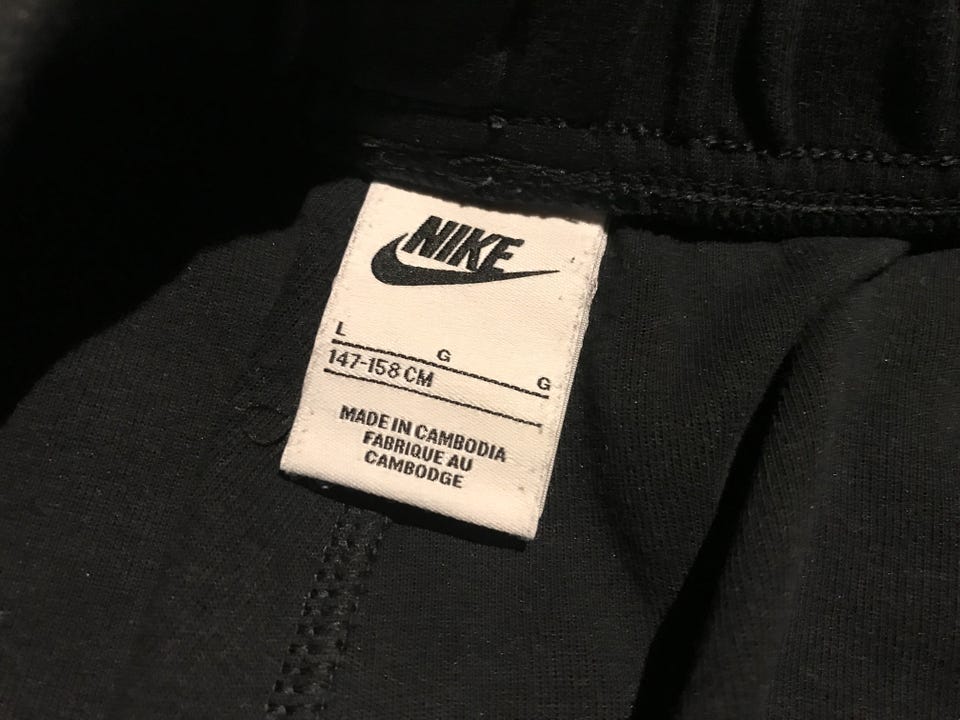 NIKE
L G G
147-158 CM
MADE IN CAMBODIA
FABRIQUE AU
CAMBODGE